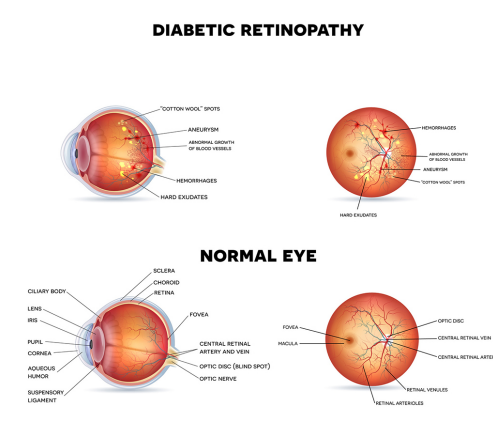 DIABETIC RETINOPATHY
"COTTON WOOL" SPOTS
ANEURYSM
ABNORMAL GROWTH
OF BLOOD VESSELS
HEMORRHAGES
HARD EXUDATES
HEMORRHAGES
ABNORMAL GROWTH
OF BLOOD VESSELS
ANEURYSM
"COTTON WOOL" SPOTS
HARD EXUDATES
NORMAL EYE
SCLERA
CHOROID
RETINA
CILIARY BODY
LENS
IRIS
PUPIL
CORNEA
AQUEOUS
HUMOR
SUSPENSORY
LIGAMENT
FOVEA
CENTRAL RETINAL
ARTERY AND VEIN
OPTIC DISC (BLIND SPOT)
OPTIC NERVE
FOVEA
MACULA
OPTIC DISC
CENTRAL RETINAL VEIN
CENTRAL RETINAL ARTE
RETINAL VENULES
RETINAL ARTERIOLES